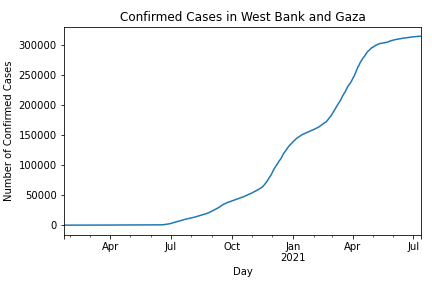 Confirmed Cases in West Bank and Gaza
300000
250000
200000
150000
100000
50000
0
Number of Confirmed Cases
Apr Jul Oct Jan Apr Jul
2021
Day